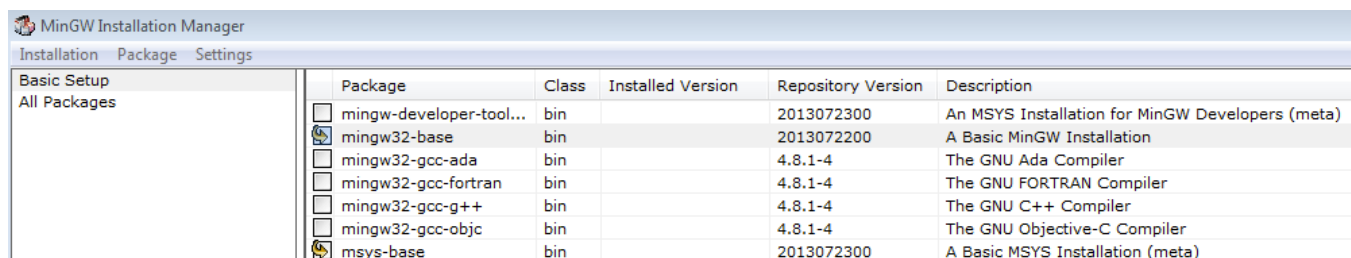 MinGW Installation Manager
Installation Package Settings
Basic Setup
All Packages
Package Class Installed Version Repository Version Description
mingw-developer-tool... bin 2013072300 An MSYS Installation for MinGW Developers (meta)
mingw32-base bin 2013072200 A Basic MinGW Installation
mingw32-gcc-ada bin 4.8.1-4 The GNU Ada Compiler
mingw32-gcc-fortran bin 4.8.1-4 The GNU FORTRAN Compiler
mingw32-gcc-g++ bin 4.8.1-4 The GNU C++ Compiler
mingw32-gcc-objc bin 4.8.1-4 The GNU Objective-C Compiler
msys-base bin 2013072300 A Basic MSYS Installation (meta)